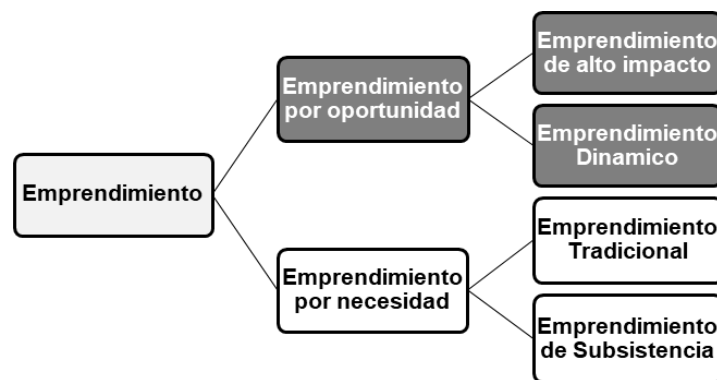 Emprendimiento
Emprendimiento
por oportunidad
Emprendimiento
de alto impacto
Emprendimiento
Dinamico
Emprendimiento
por necesidad
Emprendimiento
Tradicional
Emprendimiento
de Subsistencia